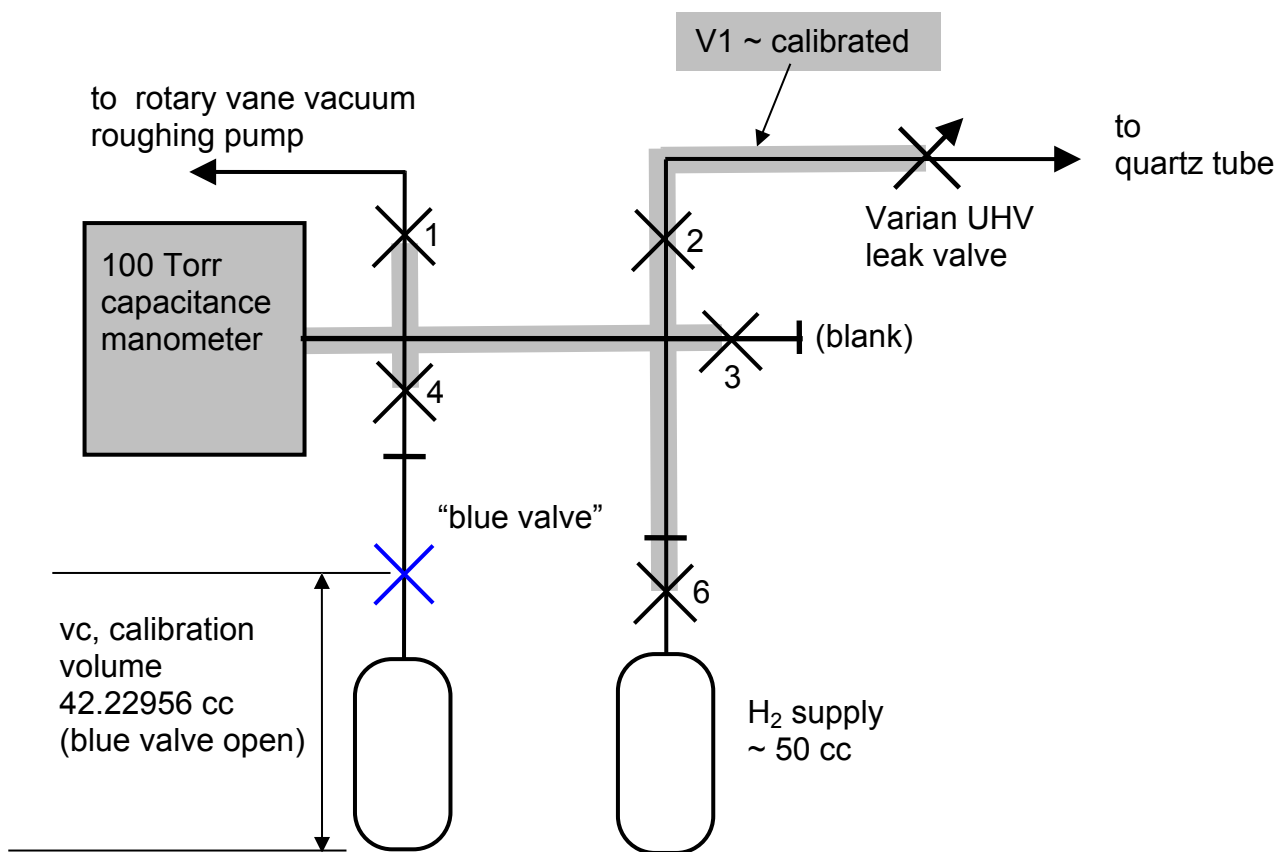 V1 ~ calibrated
to rotary vane vacuum
roughing pump
to
quartz tube
1
2
Varian UHV
leak valve
100 Torr
capacitance
manometer
(blank)
3
4
“blue valve”
6
vc, calibration
volume
42.22956 cc
(blue valve open)
H₂ supply
~ 50 cc